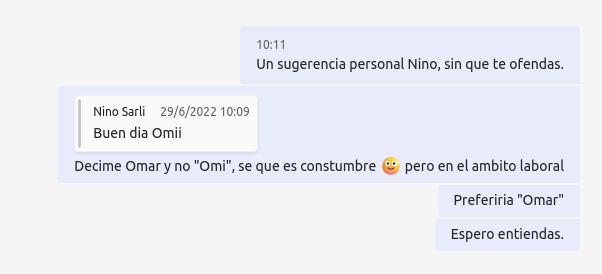 10:11
Un sugerencia personal Nino, sin que te ofendas.
Nino Sarli 29/6/2022 10:09
Buen dia Omii
Decime Omar y no "Omi", se que es constumbre 😜 pero en el ambito laboral
Preferiria "Omar"
Espero entiendas.